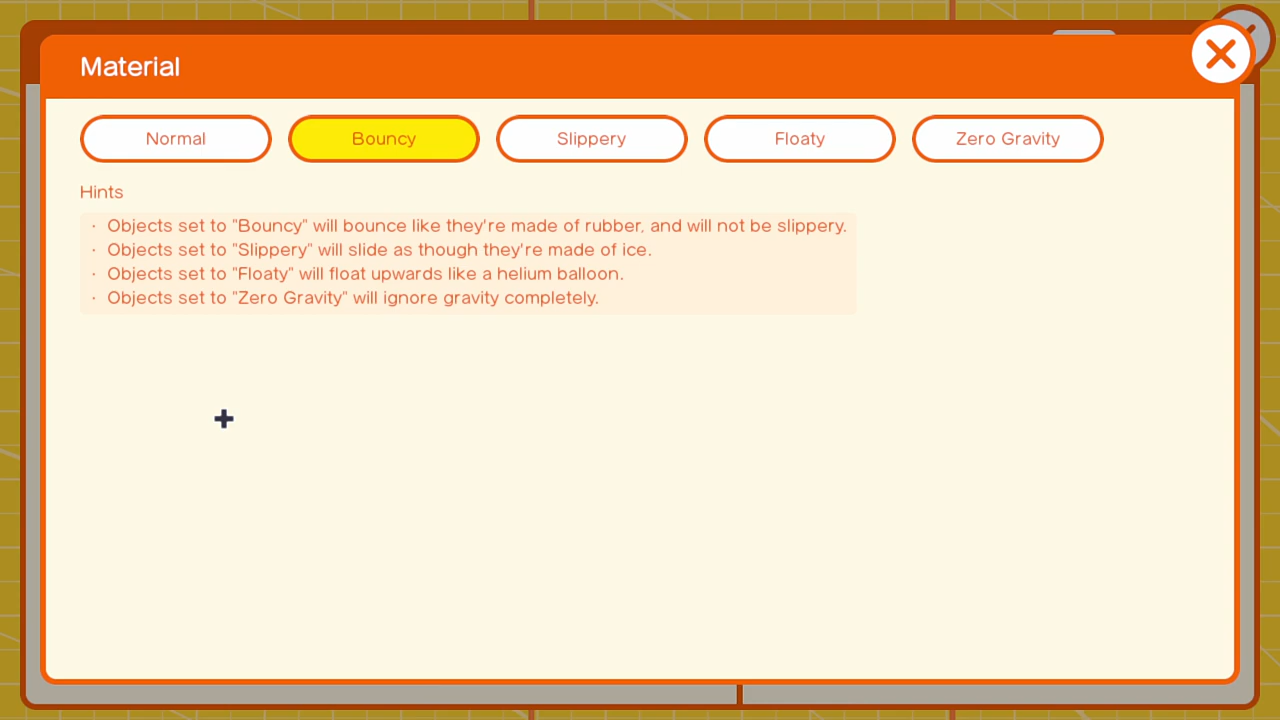 Material
Normal
Bouncy
Slippery
Floaty
Zero Gravity
Hints
· Objects set to "Bouncy" will bounce like they're made of rubber, and will not be slippery.
· Objects set to "Slippery" will slide as though they're made of ice.
· Objects set to "Floaty" will float upwards like a helium balloon.
· Objects set to "Zero Gravity" will ignore gravity completely.